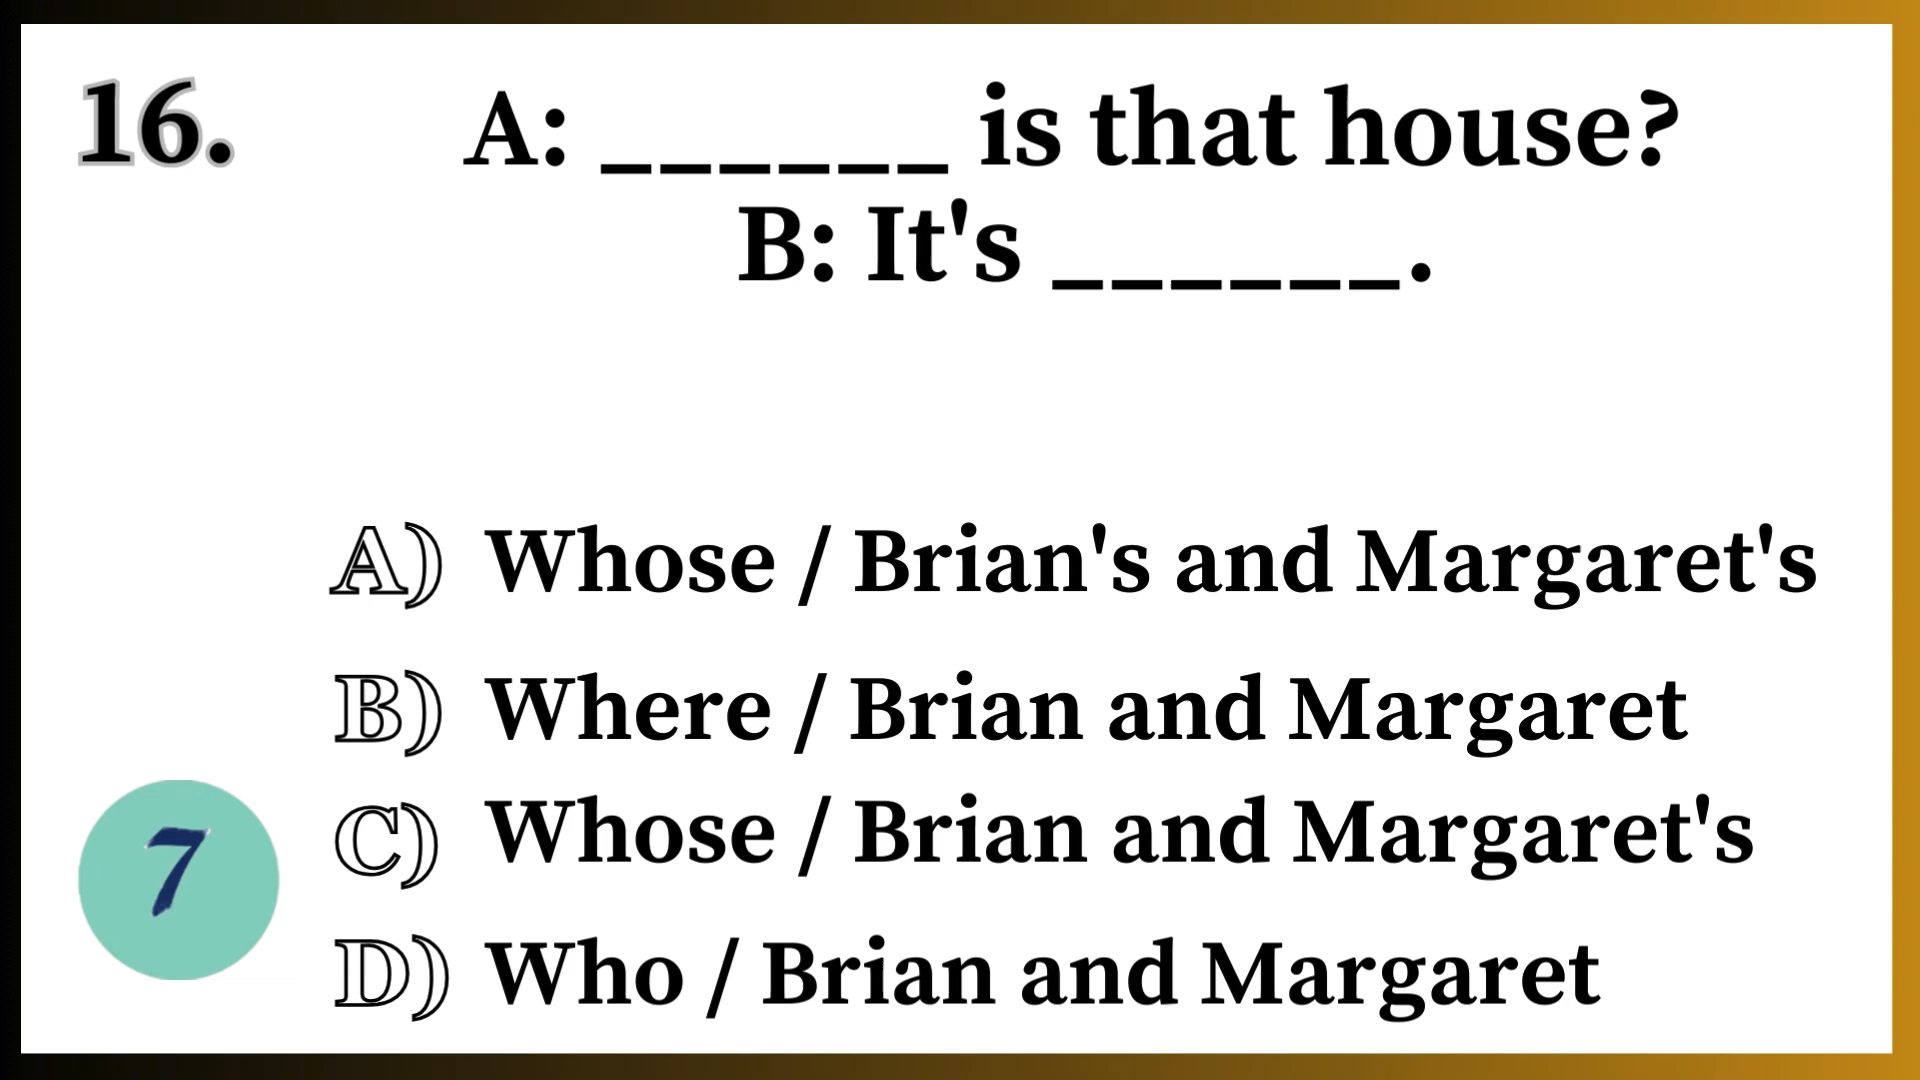 16. A: ______ is that house?
B: It's ______.
A) Whose / Brian's and Margaret's
B) Where / Brian and Margaret
C) Whose / Brian and Margaret's
7
D) Who / Brian and Margaret